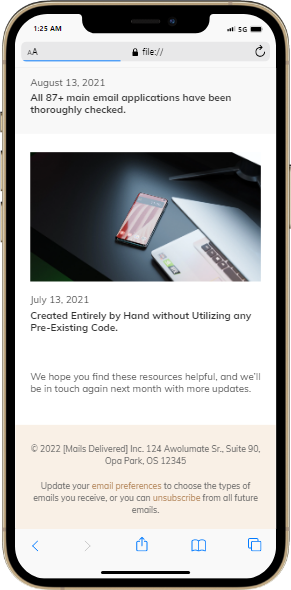 1:25 AM
5G
AA
file://
August 13, 2021
All 87+ main email applications have been
thoroughly checked.
July 13, 2021
Created Entirely by Hand without Utilizing any
Pre-Existing Code.
We hope you find these resources helpful, and we'll
be in touch again next month with more updates.
© 2022 [Mails Delivered] Inc. 124 Awolumate Sr., Suite 90,
Opa Park, OS 12345
Update your email preferences to choose the types of
emails you receive, or you can unsubscribe from all future
emails.